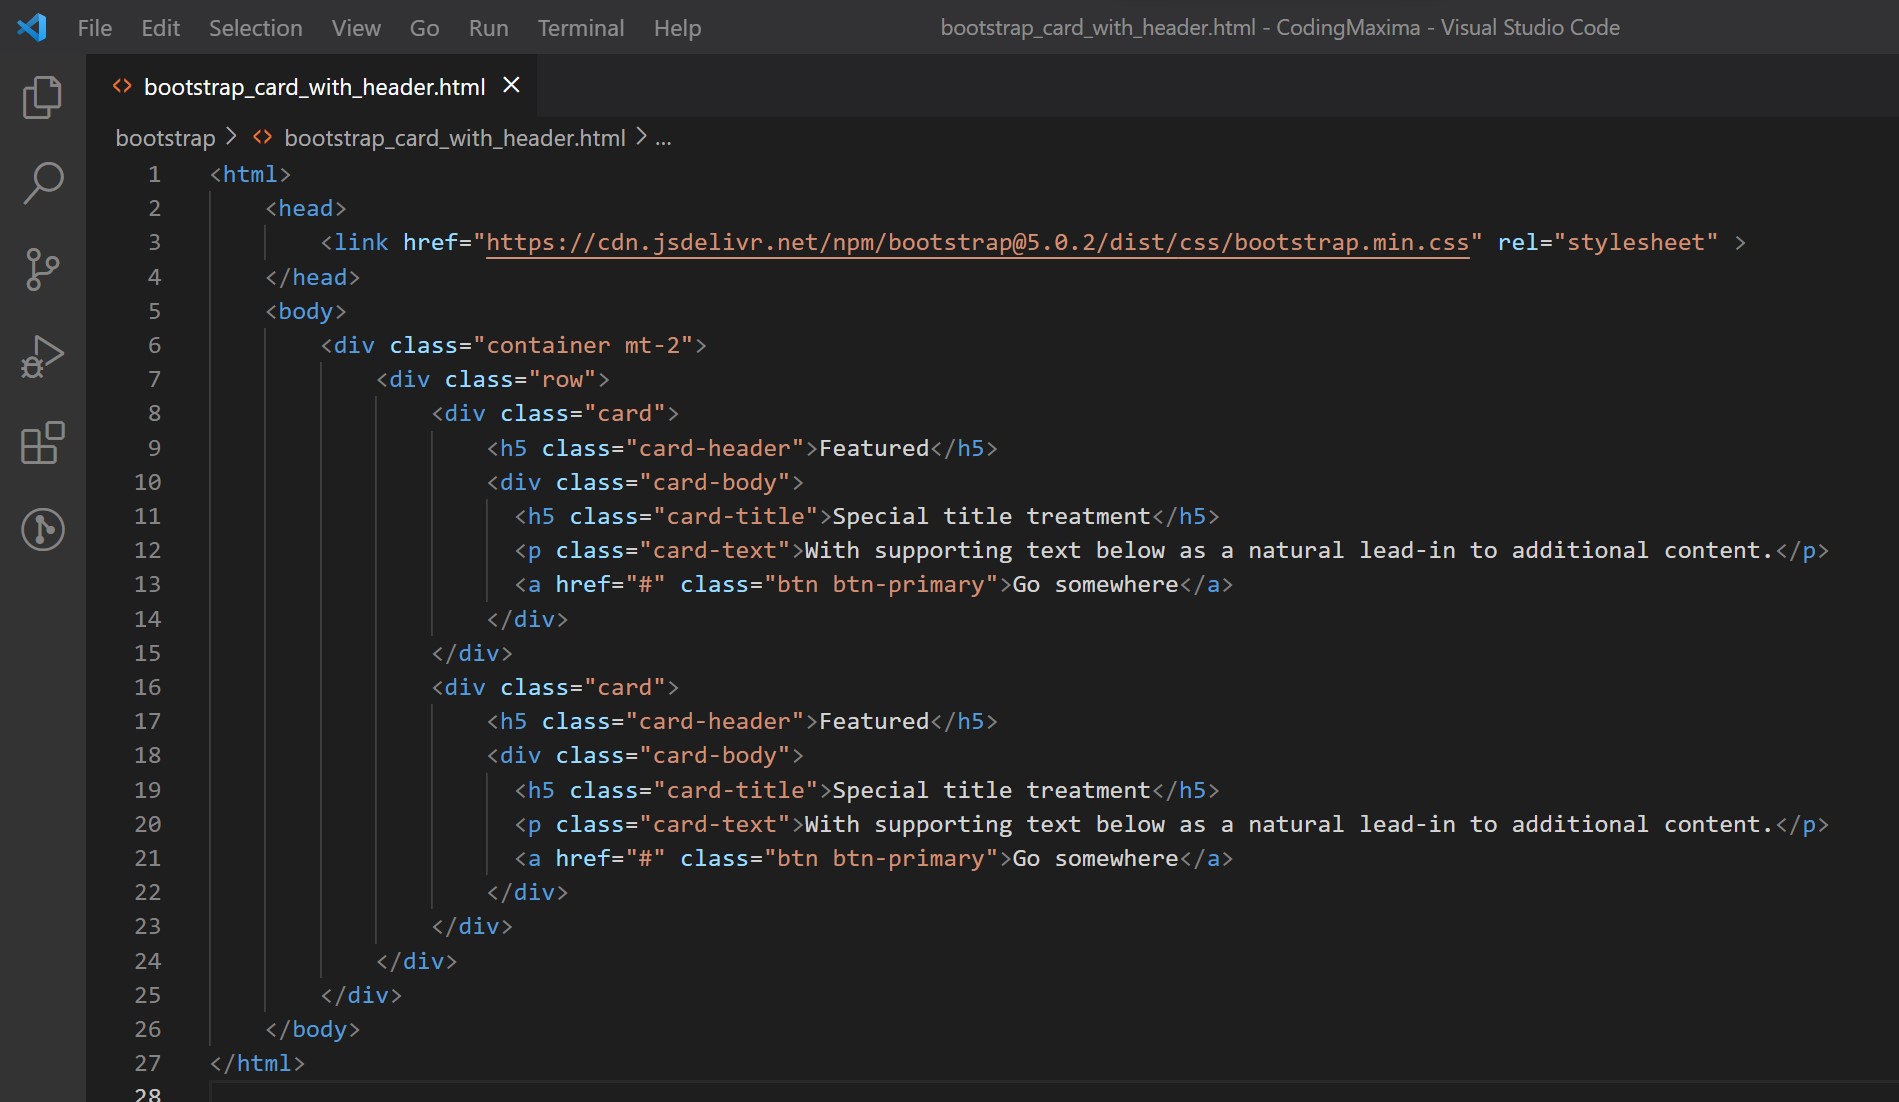 File Edit Selection View Go Run Terminal Help bootstrap_card_with_header.html - CodingMaxima - Visual Studio Code
bootstrap_card_with_header.html
bootstrap > bootstrap_card_with_header.html > ...
1 <html>
2     <head>
3         <link href="https://cdn.jsdelivr.net/npm/bootstrap@5.0.2/dist/css/bootstrap.min.css" rel="stylesheet" >
4     </head>
5     <body>
6         <div class="container mt-2">
7             <div class="row">
8                 <div class="card">
9                     <h5 class="card-header">Featured</h5>
10                     <div class="card-body">
11                       <h5 class="card-title">Special title treatment</h5>
12                       <p class="card-text">With supporting text below as a natural lead-in to additional content.</p>
13                       <a href="#" class="btn btn-primary">Go somewhere</a>
14                     </div>
15                 </div>
16                 <div class="card">
17                     <h5 class="card-header">Featured</h5>
18                     <div class="card-body">
19                       <h5 class="card-title">Special title treatment</h5>
20                       <p class="card-text">With supporting text below as a natural lead-in to additional content.</p>
21                       <a href="#" class="btn btn-primary">Go somewhere</a>
22                     </div>
23                 </div>
24             </div>
25         </div>
26     </body>
27 </html>
28